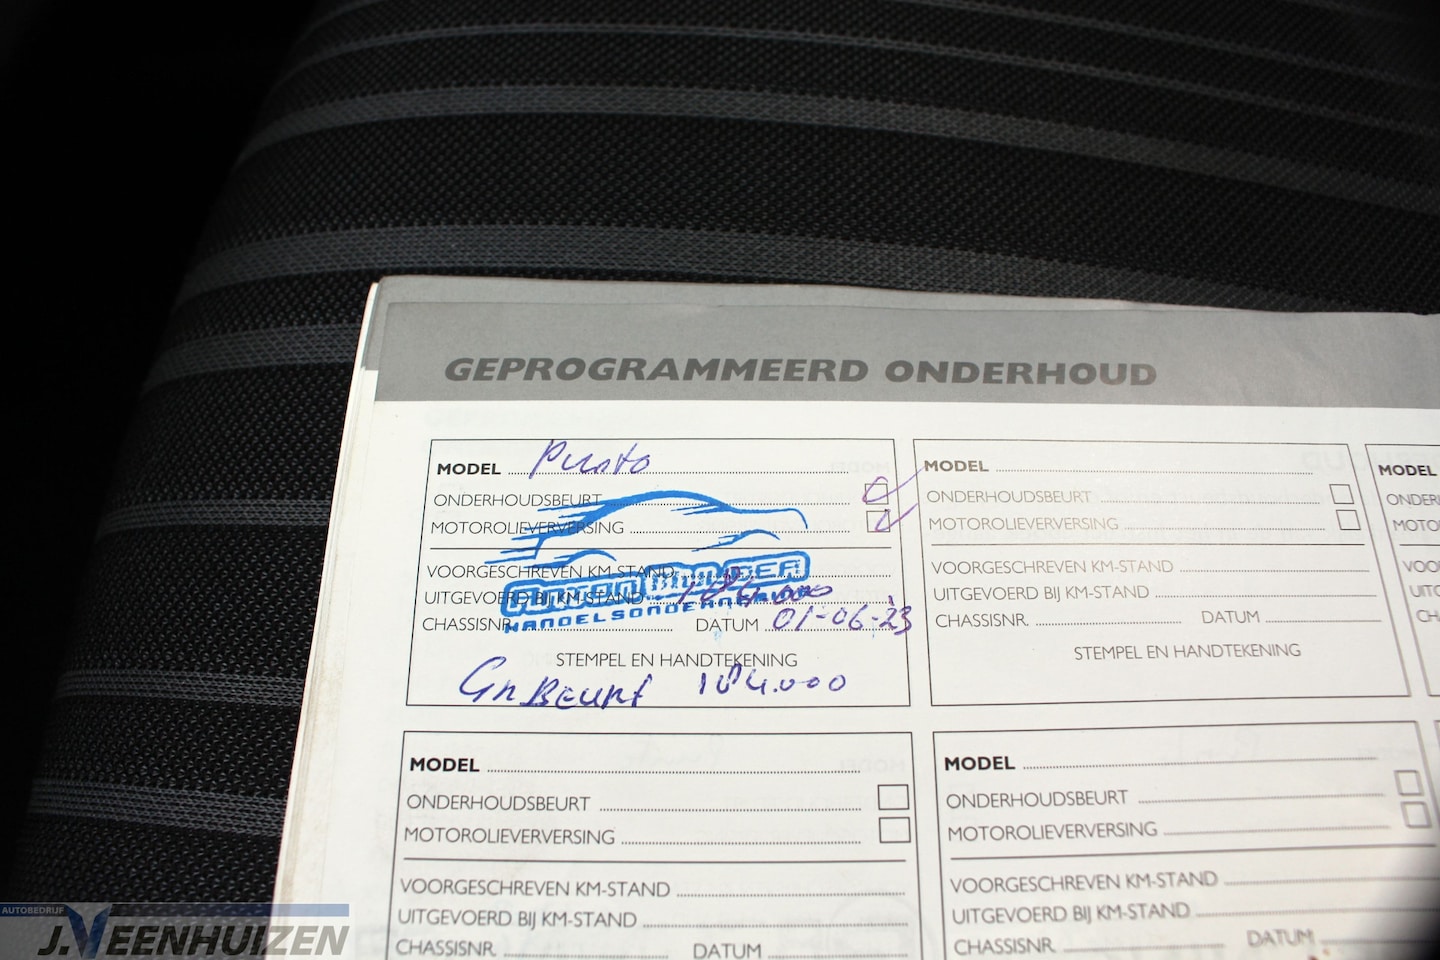 GEPROGRAMMEERD ONDERHOUD
MODEL Punto
ONDERHOUDSBEURT
MOTOROLIEVERVERSING
VOORGESCHREVEN KM-STAND
UITGEVOERD BIJ KM-STAND 184.000
HANDELSONDERNEMING
CHASSISNR. DATUM 01-06-'23
STEMPEL EN HANDTEKENING
Gr BEURT 184.000
MODEL
ONDERHOUDSBEURT
MOTOROLIEVERVERSING
VOORGESCHREVEN KM-STAND
UITGEVOERD BIJ KM-STAND
CHASSISNR. DATUM
STEMPEL EN HANDTEKENING
MODEL
MODEL
ONDERHOUDSBEURT
MOTOROLIEVERVERSING
VOORGESCHREVEN KM-STAND
UITGEVOERD BIJ KM-STAND
CHASSISNR. DATUM
MODEL
ONDERHOUDSBEURT
MOTOROLIEVERVERSING
VOORGESCHREVEN KM-STAND
UITGEVOERD BIJ KM-STAND
CHASSISNR. DATUM
AUTOBEDRIJF
J.VEENHUIZEN